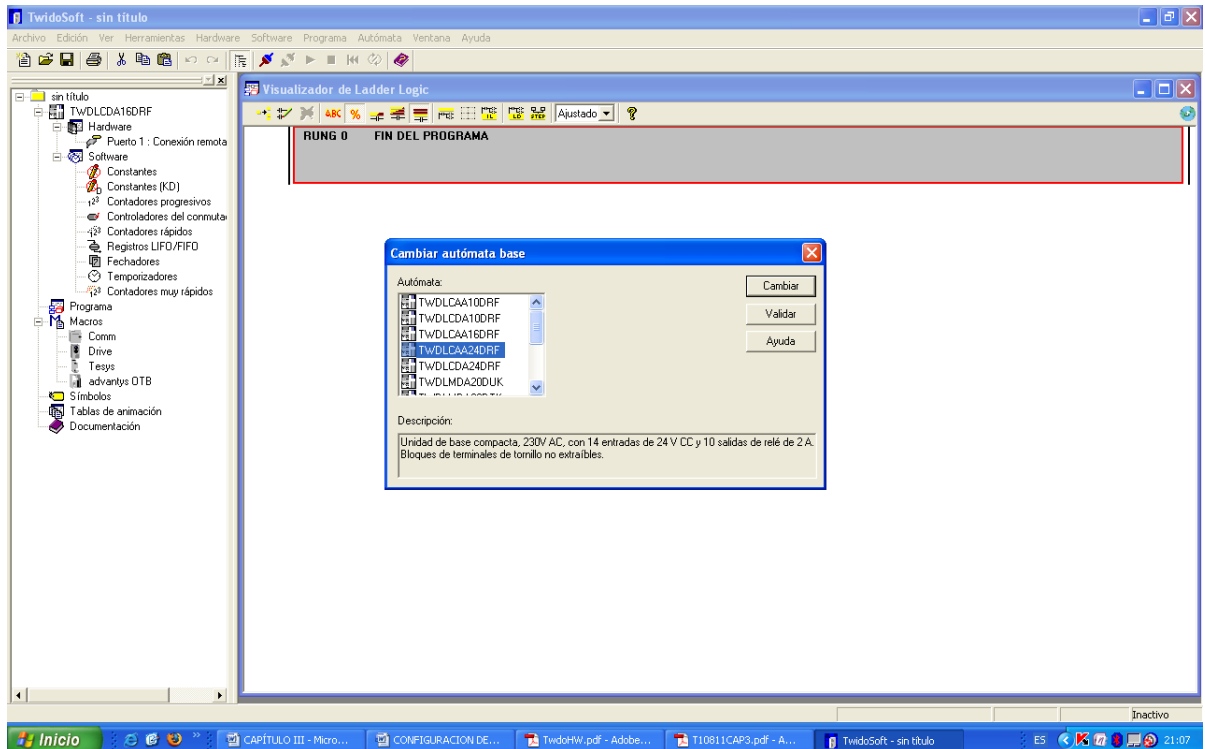 TwidoSoft - sin título
Archivo Edición Ver Herramientas Hardware Software Programa Autómata Ventana Ayuda
sin título
TWDLCDA16DRF
Hardware
Puerto 1 : Conexión remota
Software
Constantes
Constantes (KD)
Contadores progresivos
Controladores del conmuta
Contadores rápidos
Registros LIFO/FIFO
Fechadores
Temporizadores
Contadores muy rápidos
Programa
Macros
Comm
Drive
Tesys
advantys OTB
Símbolos
Tablas de animación
Documentación
Visualizador de Ladder Logic
ABC % Ajustado
RUNG 0 FIN DEL PROGRAMA
Cambiar autómata base
Autómata:
TWDLCAA10DRF
TWDLCDA10DRF
TWDLCAA16DRF
TWDLCAA24DRF
TWDLCDA24DRF
TWDLMDA20DUK
Cambiar
Validar
Ayuda
Descripción:
Unidad de base compacta, 230V AC, con 14 entradas de 24 V CC y 10 salidas de relé de 2 A.
Bloques de terminales de tornillo no extraíbles.
Inactivo
Inicio
CAPÍTULO III - Micro...
CONFIGURACION DE...
TwdoHW.pdf - Adobe...
T10811CAP3.pdf - A...
TwidoSoft - sin título
ES
21:07